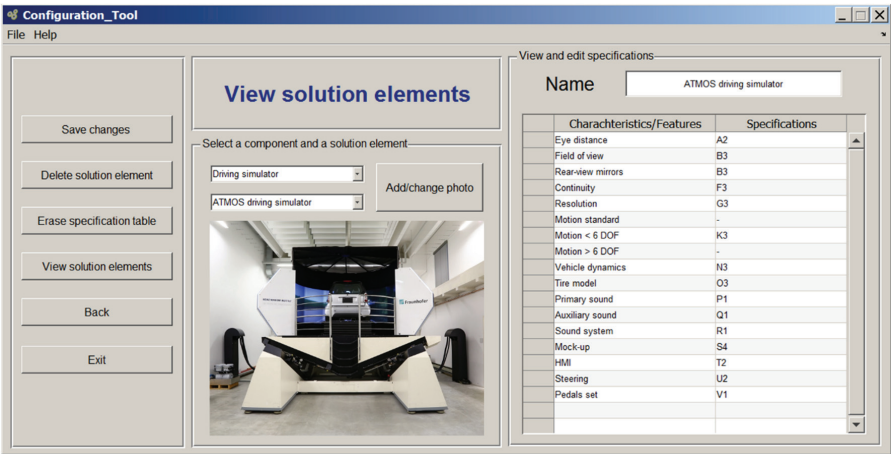 Configuration_Tool
File Help
Save changes
Delete solution element
Erase specification table
View solution elements
Back
Exit
View solution elements
Select a component and a solution element
Driving simulator
ATMOS driving simulator
Add/change photo
Fraunhofer
View and edit specifications
Name ATMOS driving simulator
Charachteristics/Features Specifications
Eye distance A2
Field of view B3
Rear-view mirrors B3
Continuity F3
Resolution G3
Motion standard -
Motion < 6 DOF K3
Motion > 6 DOF -
Vehicle dynamics N3
Tire model O3
Primary sound P1
Auxiliary sound Q1
Sound system R1
Mock-up S4
HMI T2
Steering U2
Pedals set V1